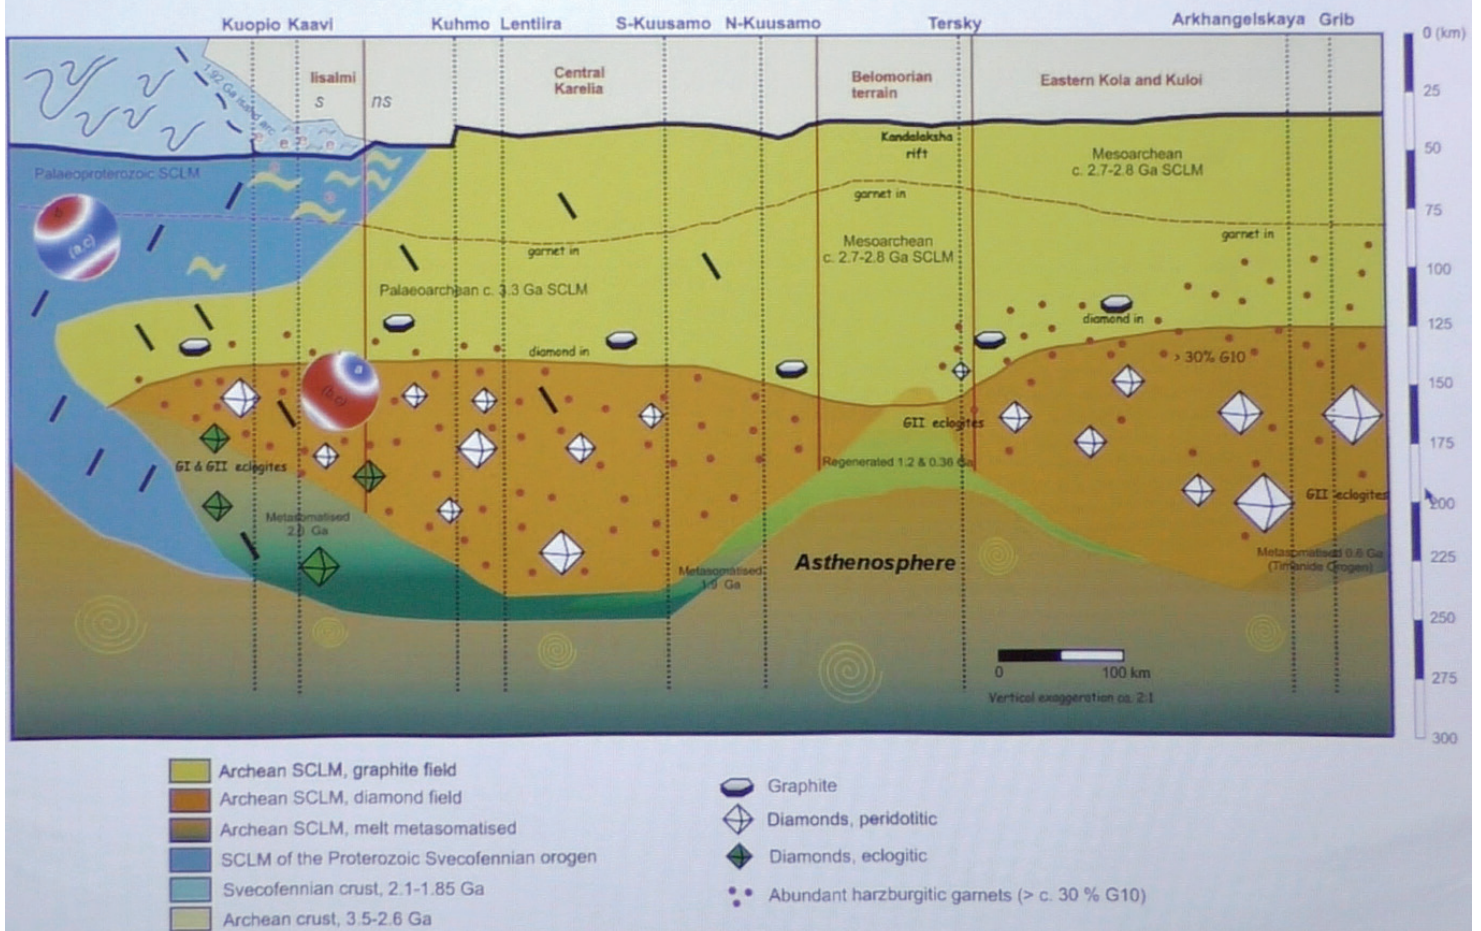 Kuopio Kaavi Kuhmo Lentiira S-Kuusamo N-Kuusamo Tersky Arkhangelskaya Grib
0 (km)
25
50
75
100
125
150
175
200
225
250
275
300
1.92 Ga island arc
Iisalmi
s ns
Central
Karelia
Belomorian
terrain
Eastern Kola and Kuloi
e e e e
Kandalaksha
rift
Palaeoproterozoic SCLM
Mesoarchean
c. 2.7-2.8 Ga SCLM
garnet in
garnet in
garnet in
b
(a,c)
Mesoarchean
c. 2.7-2.8 Ga SCLM
Palaeoarchean c. 3.3 Ga SCLM
diamond in
diamond in
> 30% G10
a
(b,c)
GII eclogites
GI & GII eclogites
Regenerated 1.2 & 0.36 Ga
GII eclogites
Metasomatised
Ga
Metasomatised
1.9 Ga
Asthenosphere
Metasomatised 0.6 Ga
(Timanide Orogen)
0 100 km
Vertical exaggeration ca. 2:1
Archean SCLM, graphite field
Archean SCLM, diamond field
Archean SCLM, melt metasomatised
SCLM of the Proterozoic Svecofennian orogen
Svecofennian crust, 2.1-1.85 Ga
Archean crust, 3.5-2.6 Ga
Graphite
Diamonds, peridotitic
Diamonds, eclogitic
Abundant harzburgitic garnets (> c. 30 % G10)